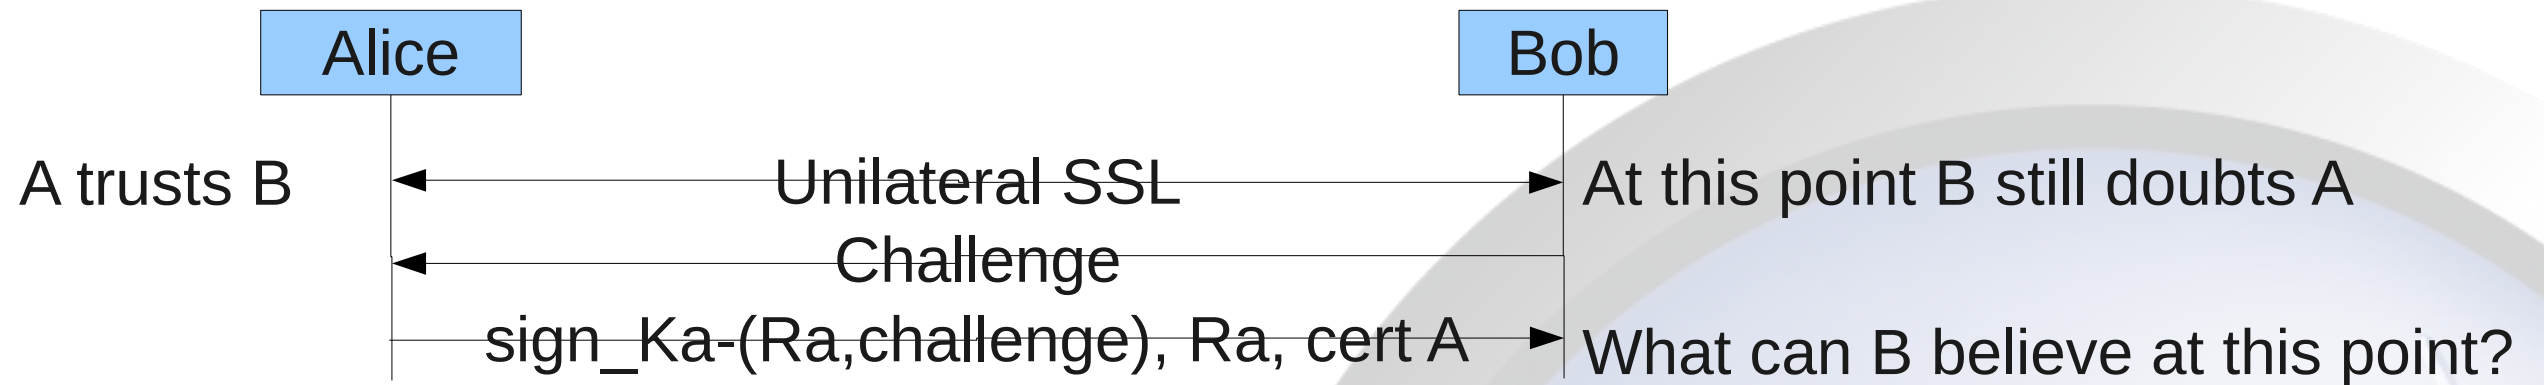 Alice
Bob
A trusts B
Unilateral SSL
At this point B still doubts A
Challenge
sign_Ka-(Ra,challenge), Ra, cert A
What can B believe at this point?